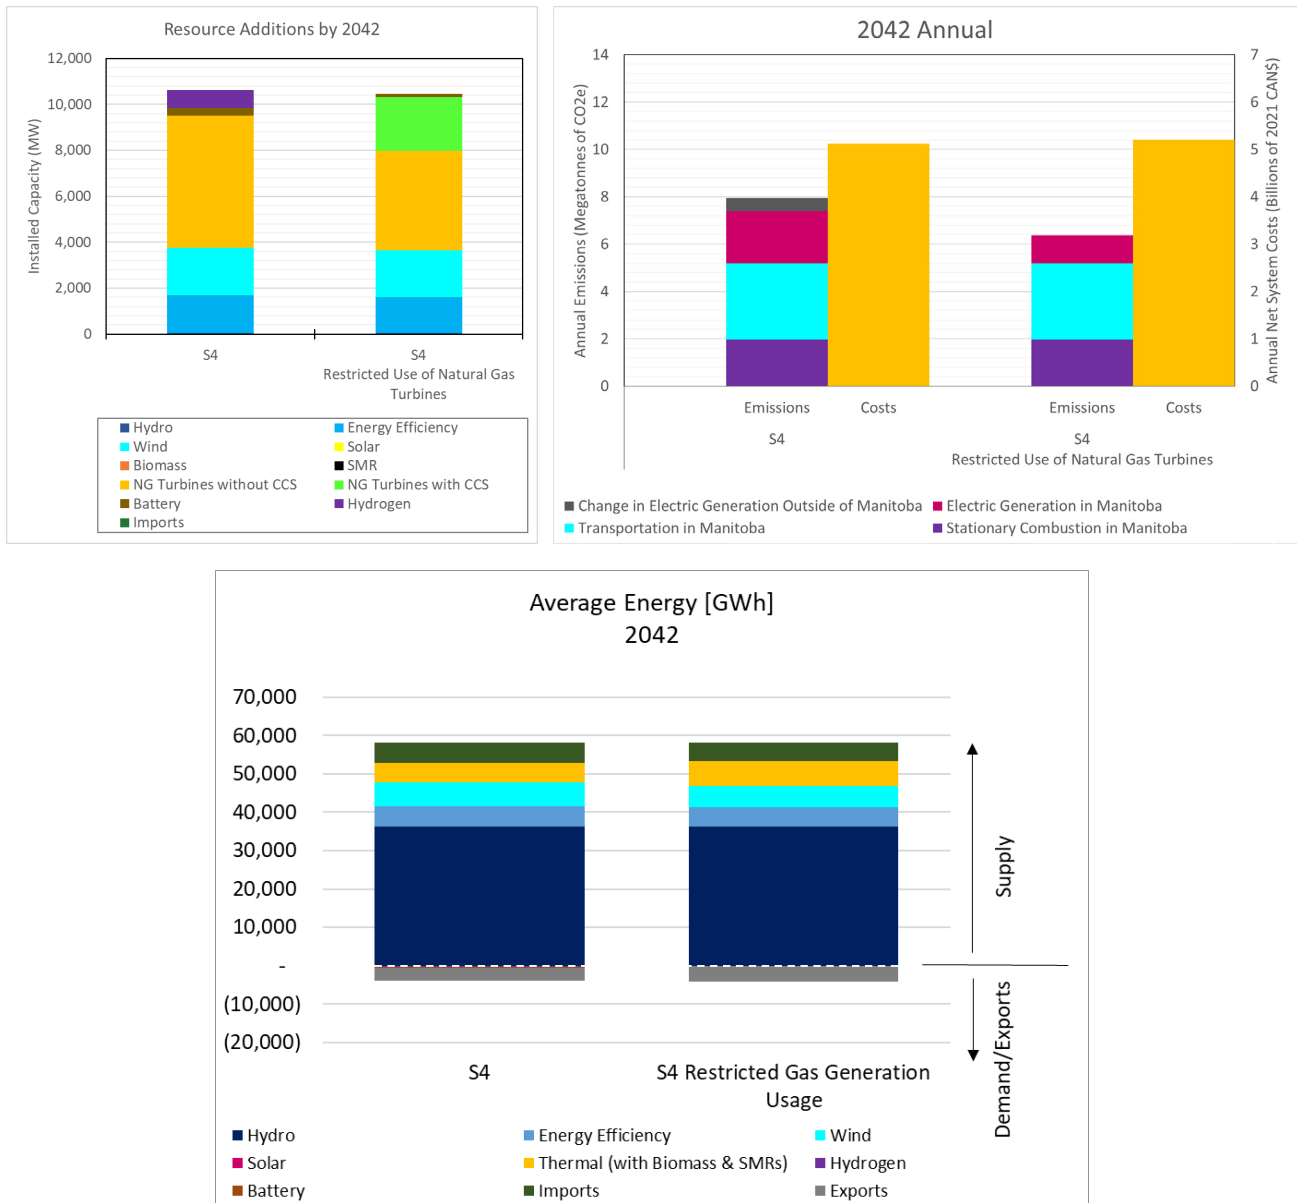 Resource Additions by 2042
Installed Capacity (MW)
12,000
10,000
8,000
6,000
4,000
2,000
0
S4
S4
Restricted Use of Natural Gas
Turbines
Hydro
Energy Efficiency
Wind
Solar
Biomass
SMR
NG Turbines without CCS
NG Turbines with CCS
Battery
Hydrogen
Imports
2042 Annual
Annual Emissions (Megatonnes of CO2e)
14
12
10
8
6
4
2
0
Annual Net System Costs (Billions of 2021 CAN$)
7
6
5
4
3
2
1
0
Emissions
Costs
Emissions
Costs
S4
S4
Restricted Use of Natural Gas Turbines
Change in Electric Generation Outside of Manitoba
Electric Generation in Manitoba
Transportation in Manitoba
Stationary Combustion in Manitoba
Average Energy [GWh]
2042
70,000
60,000
50,000
40,000
30,000
20,000
10,000
-
(10,000)
(20,000)
Supply
Demand/Exports
S4
S4 Restricted Gas Generation
Usage
Hydro
Energy Efficiency
Wind
Solar
Thermal (with Biomass & SMRs)
Hydrogen
Battery
Imports
Exports